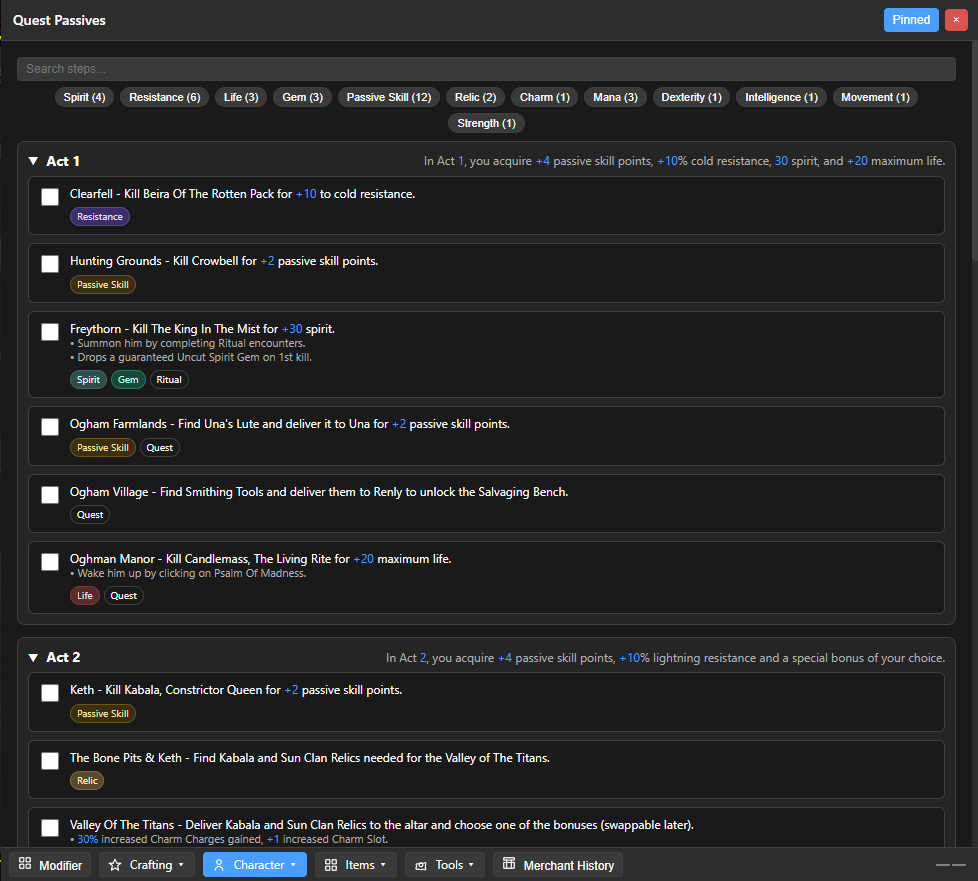 Quest Passives
Pinned
×
Search steps...
Spirit (4) Resistance (6) Life (3) Gem (3) Passive Skill (12) Relic (2) Charm (1) Mana (3) Dexterity (1) Intelligence (1) Movement (1)
Strength (1)
▼ Act 1
In Act 1, you acquire +4 passive skill points, +10% cold resistance, 30 spirit, and +20 maximum life.
Clearfell - Kill Beira Of The Rotten Pack for +10 to cold resistance.
Resistance
Hunting Grounds - Kill Crowbell for +2 passive skill points.
Passive Skill
Freythorn - Kill The King In The Mist for +30 spirit.
• Summon him by completing Ritual encounters.
• Drops a guaranteed Uncut Spirit Gem on 1st kill.
Spirit Gem Ritual
Ogham Farmlands - Find Una's Lute and deliver it to Una for +2 passive skill points.
Passive Skill Quest
Ogham Village - Find Smithing Tools and deliver them to Renly to unlock the Salvaging Bench.
Quest
Oghman Manor - Kill Candlemass, The Living Rite for +20 maximum life.
• Wake him up by clicking on Psalm Of Madness.
Life Quest
▼ Act 2
In Act 2, you acquire +4 passive skill points, +10% lightning resistance and a special bonus of your choice.
Keth - Kill Kabala, Constrictor Queen for +2 passive skill points.
Passive Skill
The Bone Pits & Keth - Find Kabala and Sun Clan Relics needed for the Valley of The Titans.
Relic
Valley Of The Titans - Deliver Kabala and Sun Clan Relics to the altar and choose one of the bonuses (swappable later).
• 30% increased Charm Charges gained, +1 increased Charm Slot.
Modifier Crafting Character Items Tools Merchant History